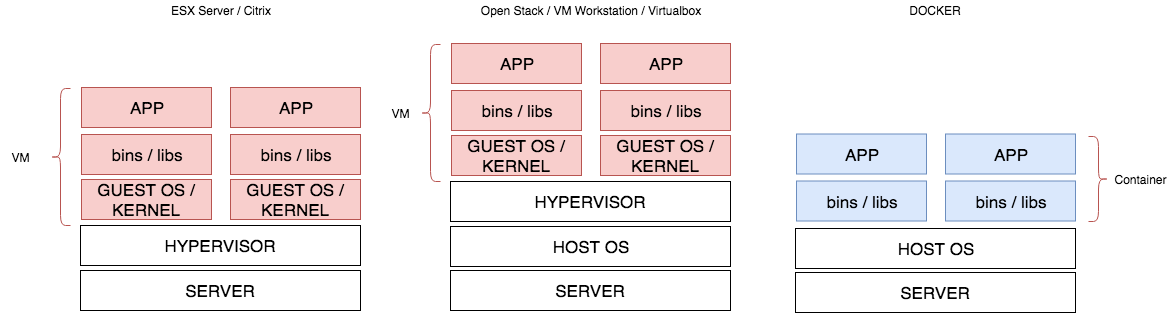 ESX Server / Citrix
VM
APP
APP
bins / libs
bins / libs
GUEST OS /
KERNEL
GUEST OS /
KERNEL
HYPERVISOR
SERVER
Open Stack / VM Workstation / Virtualbox
VM
APP
APP
bins / libs
bins / libs
GUEST OS /
KERNEL
GUEST OS /
KERNEL
HYPERVISOR
HOST OS
SERVER
DOCKER
APP
APP
bins / libs
bins / libs
Container
HOST OS
SERVER